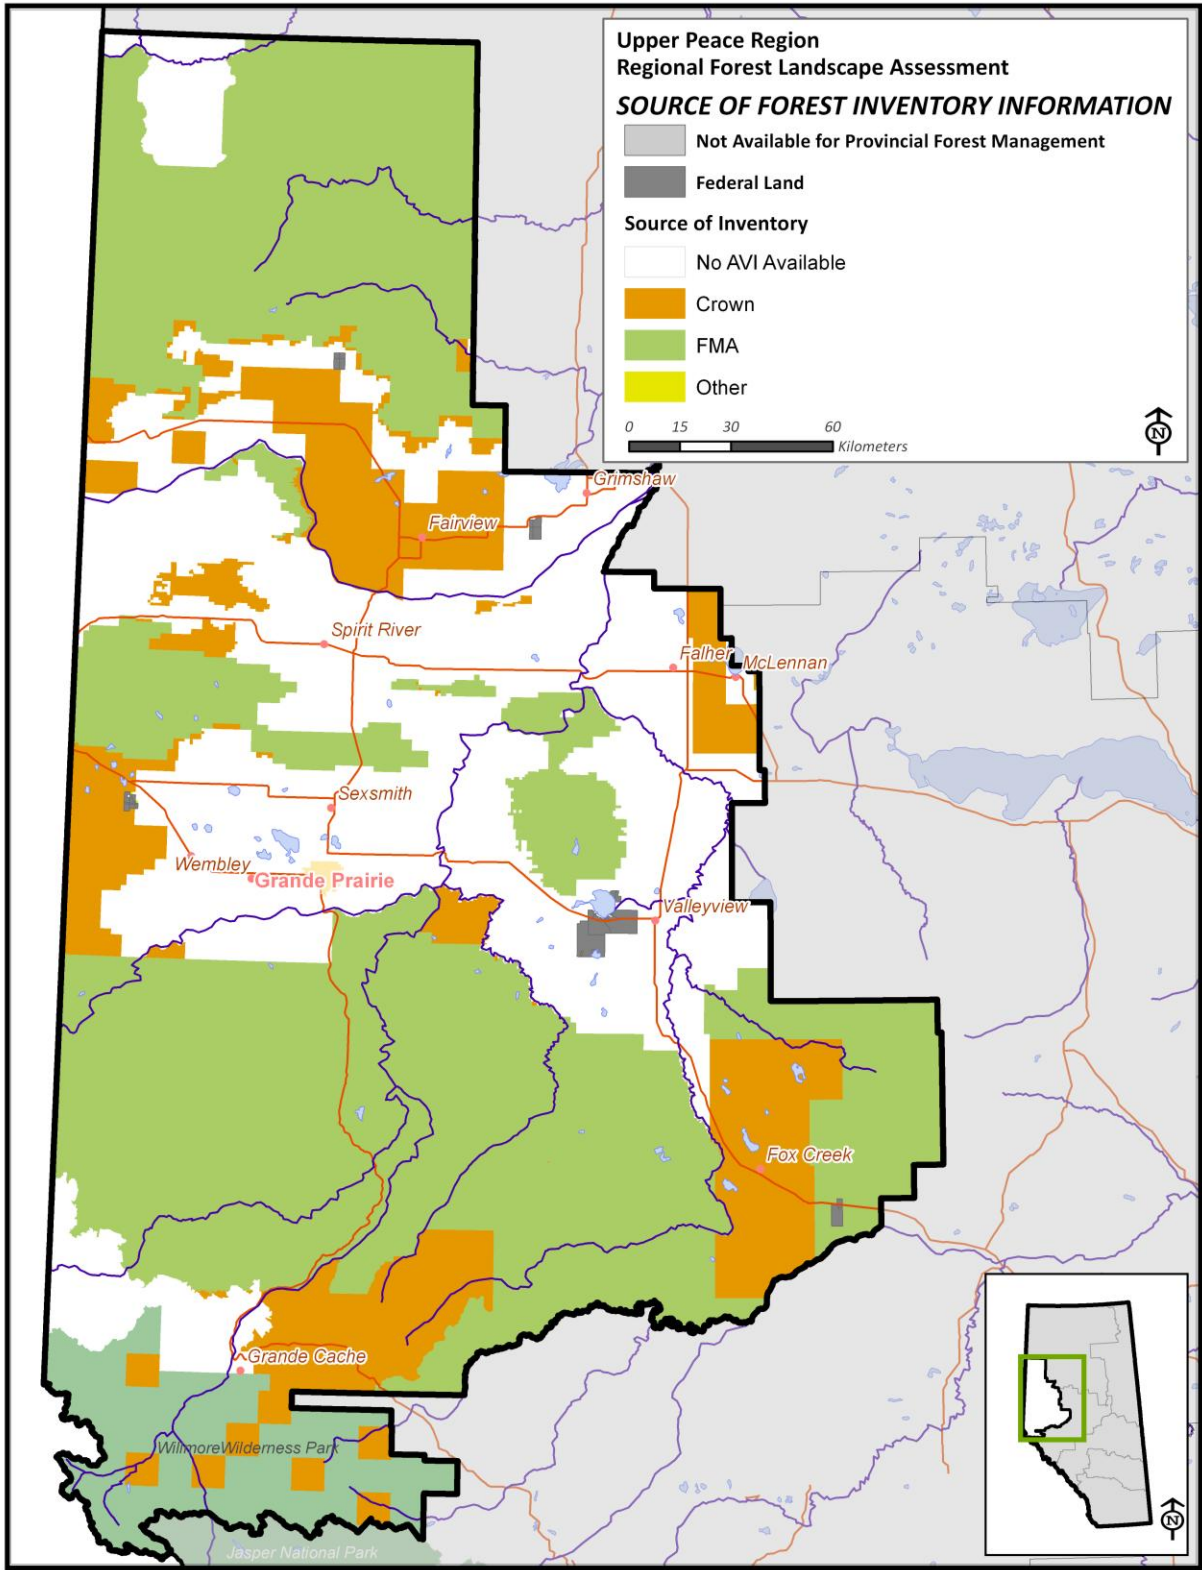 Upper Peace Region
Regional Forest Landscape Assessment
SOURCE OF FOREST INVENTORY INFORMATION
Not Available for Provincial Forest Management
Federal Land
Source of Inventory
No AVI Available
Crown
FMA
Other
0 15 30 60
Kilometers
N
Grimshaw
Fairview
Spirit River
Falher
McLennan
Sexsmith
Wembley
Grande Prairie
Valleyview
Fox Creek
Grande Cache
WillmoreWilderness Park
Jasper National Park
N